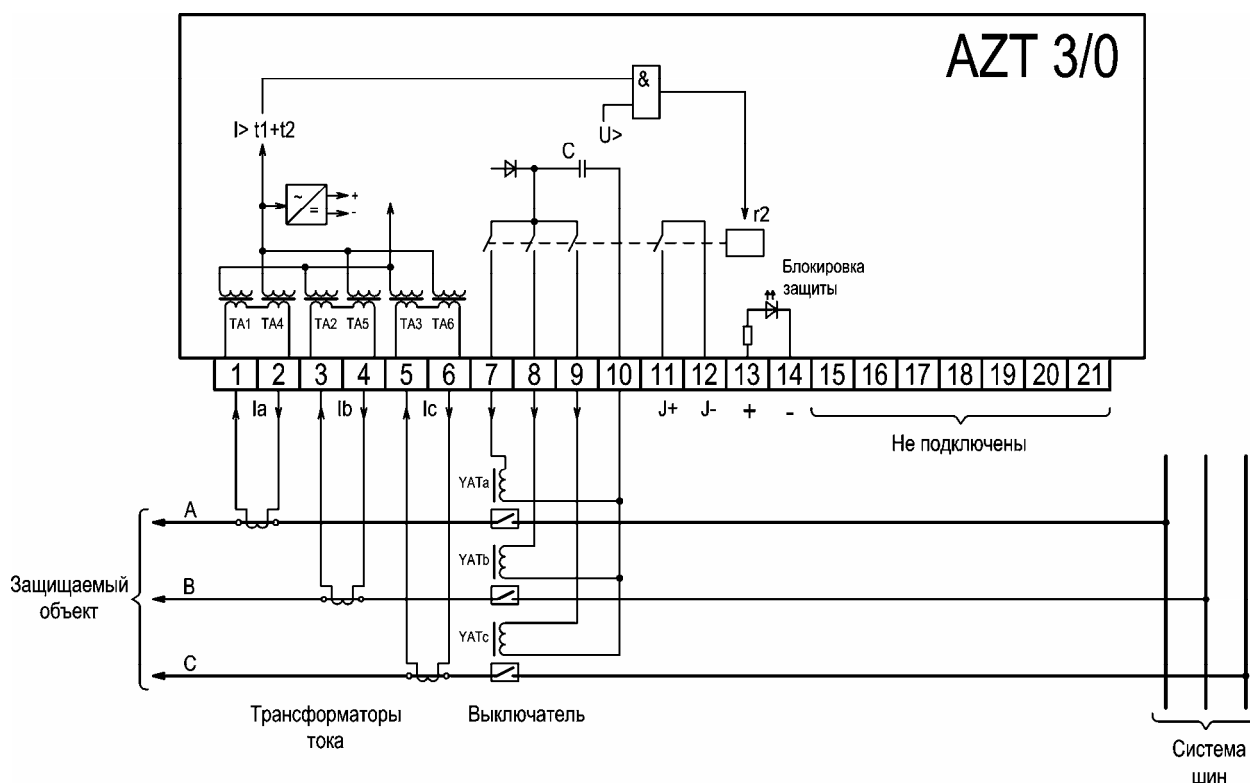 AZT 3/0
&
U>
I> t1+t2
C
~
=
+
-
r2
Блокировка
защиты
TA1 TA4 TA2 TA5 TA3 TA6
1 2 3 4 5 6 7 8 9 10 11 12 13 14 15 16 17 18 19 20 21
Ia Ib Ic J+ J- + -
Не подключены
YATa
A
YATb
B
YATc
C
Защищаемый
объект
Трансформаторы
тока
Выключатель
Система
шин